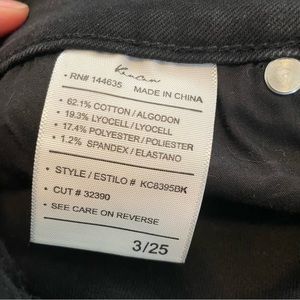 Kancan
• RN# 144635 MADE IN CHINA
• 62.1% COTTON / ALGODON
• 19.3% LYOCELL / LYOCELL
• 17.4% POLYESTER / POLIESTER
• 1.2% SPANDEX / ELASTANO
• STYLE / ESTILO # KC8395BK
• CUT # 32390
• SEE CARE ON REVERSE
3/25